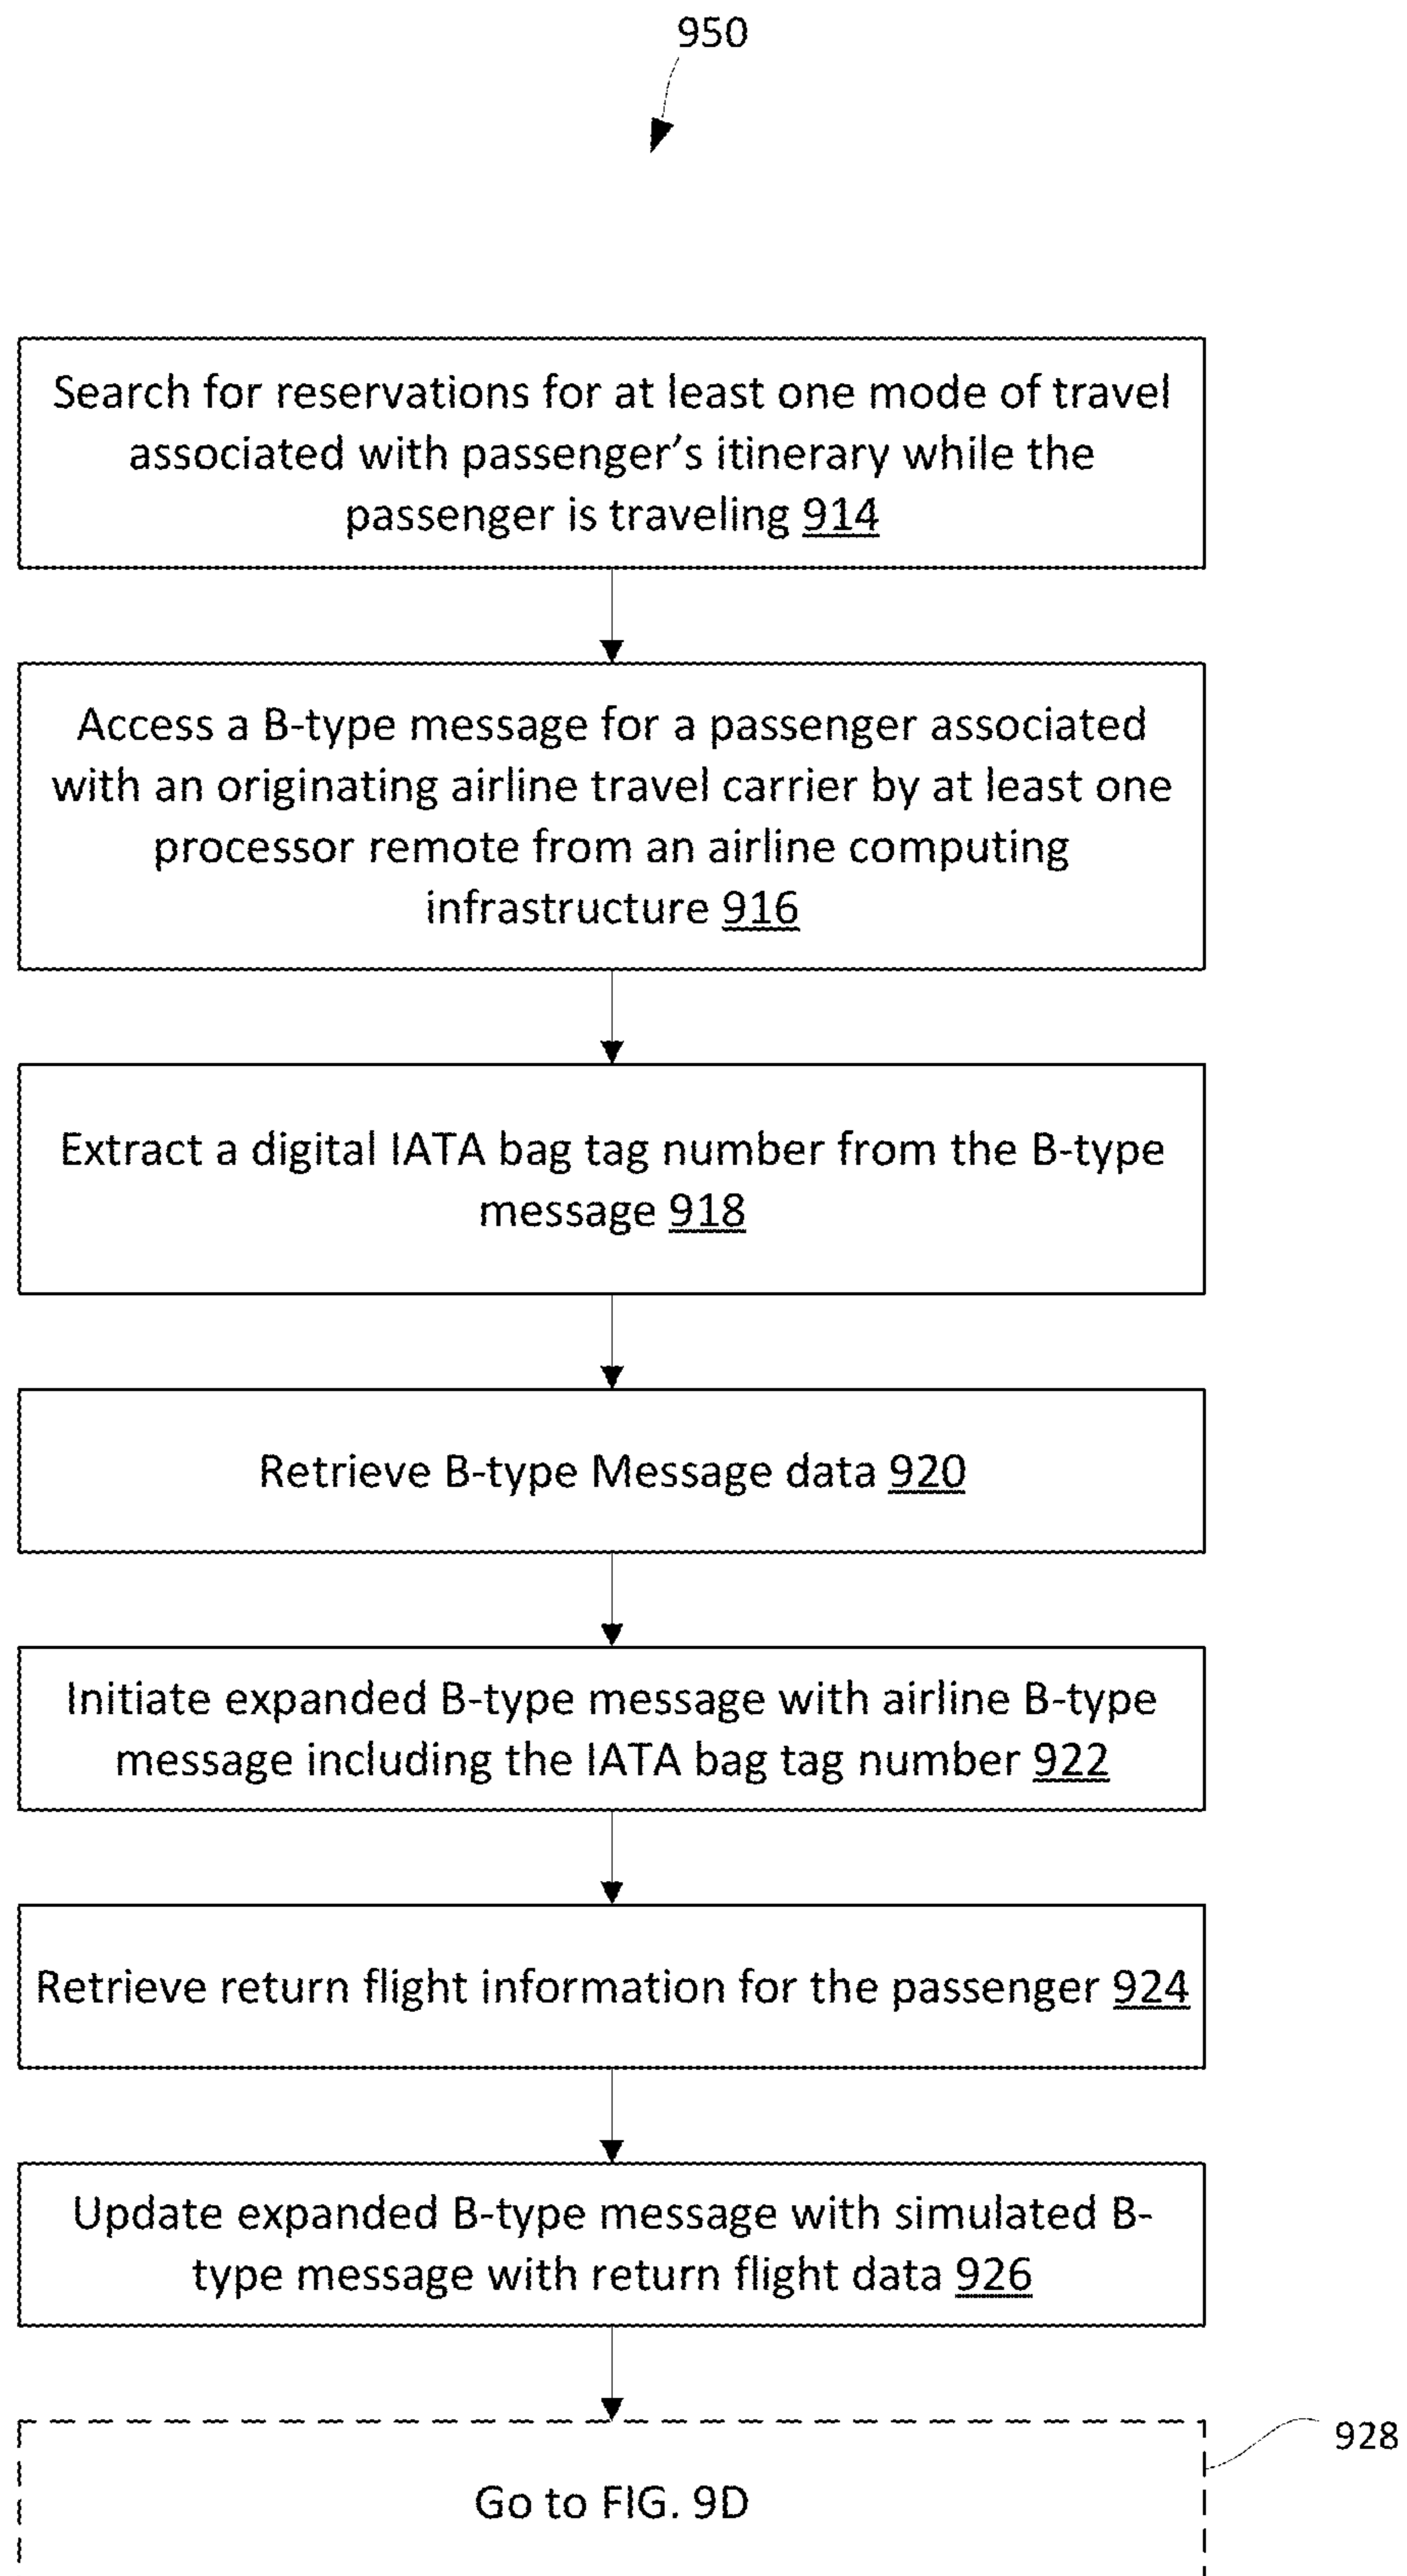 950
Search for reservations for at least one mode of travel
associated with passenger’s itinerary while the
passenger is traveling 914
Access a B-type message for a passenger associated
with an originating airline travel carrier by at least one
processor remote from an airline computing
infrastructure 916
Extract a digital IATA bag tag number from the B-type
message 918
Retrieve B-type Message data 920
Initiate expanded B-type message with airline B-type
message including the IATA bag tag number 922
Retrieve return flight information for the passenger 924
Update expanded B-type message with simulated B-
type message with return flight data 926
928
Go to FIG. 9D